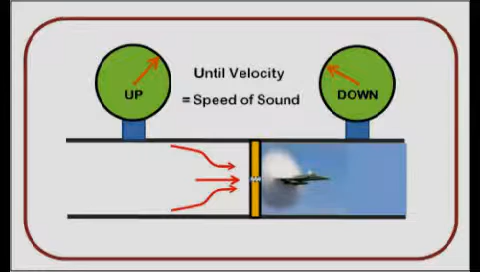 Until Velocity
= Speed of Sound
UP
DOWN